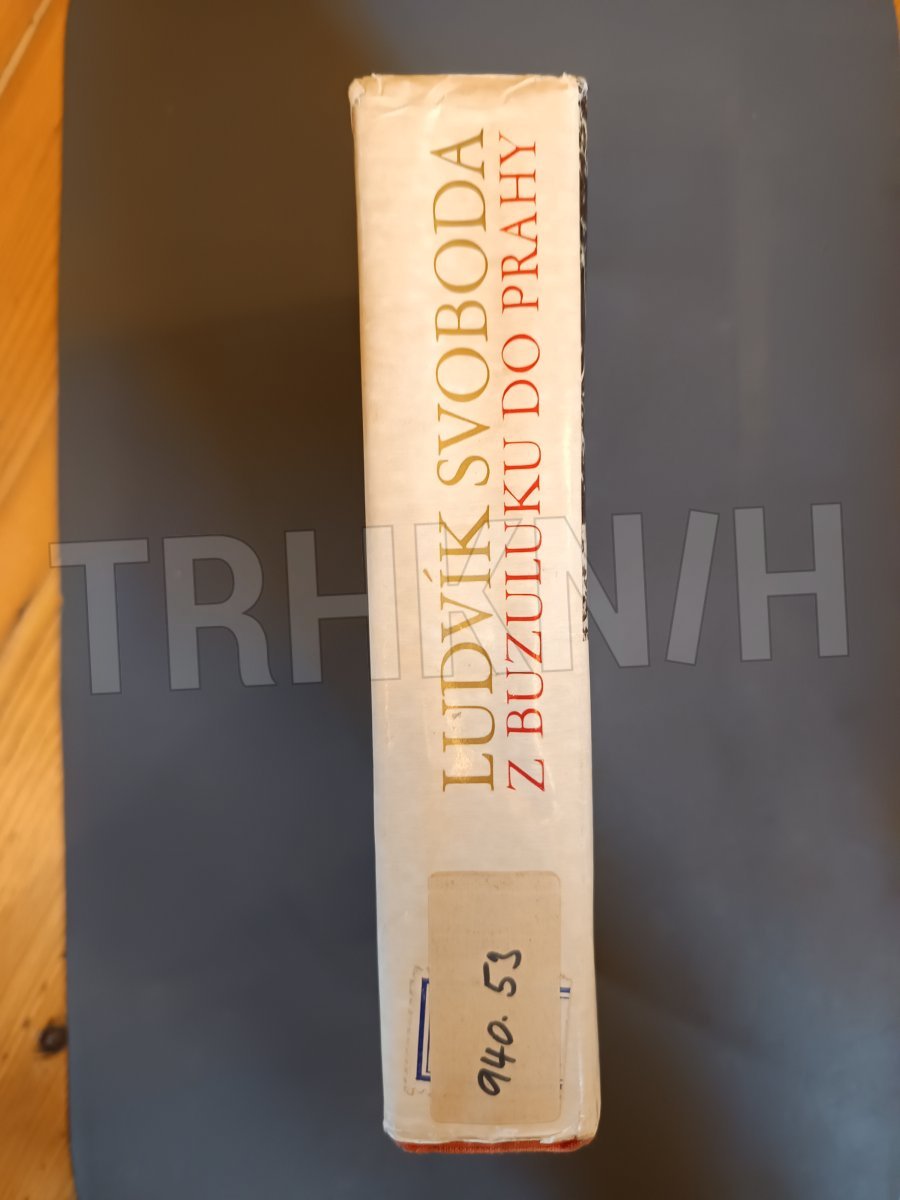 LUDVÍK SVOBODA
Z BUZULUKU DO PRAHY
940.53
TRHKNIH